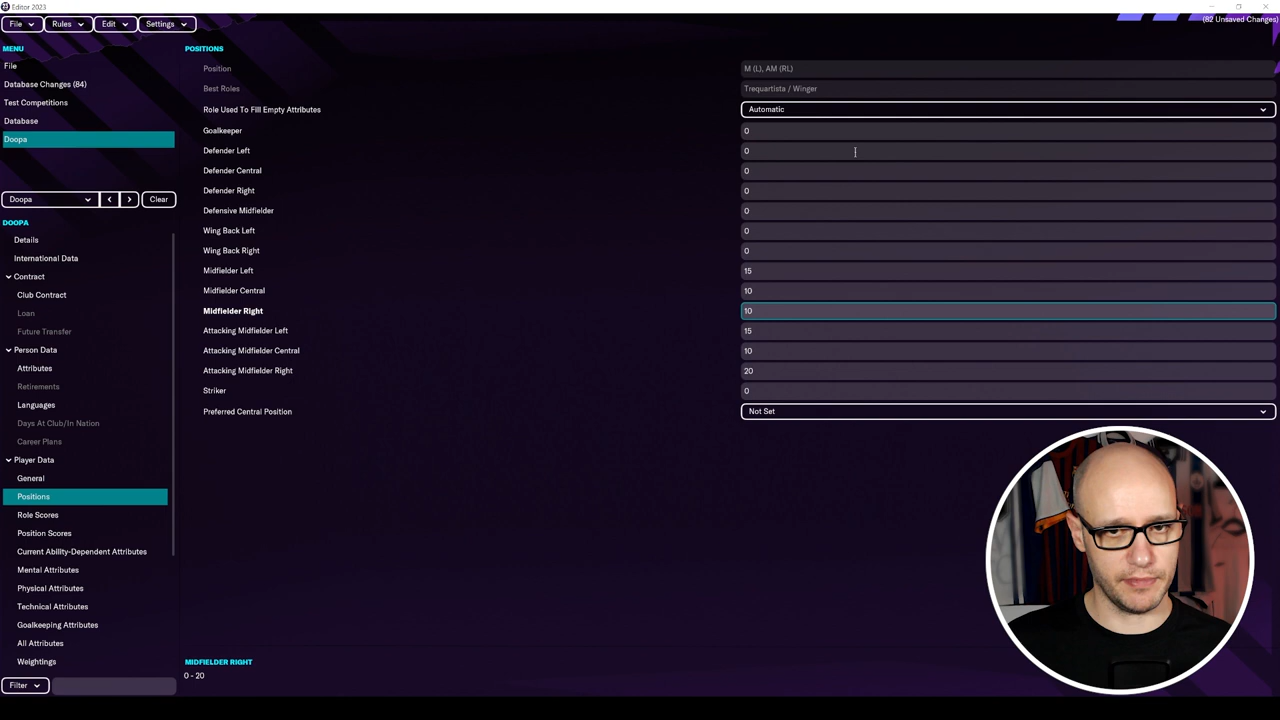 Editor 2023
File Rules Edit Settings
(82 Unsaved Changes)
MENU
File
Database Changes (84)
Test Competitions
Database
Doopa
Doopa < > Clear
DOOPA
Details
International Data
Contract
Club Contract
Loan
Future Transfer
Person Data
Attributes
Retirements
Languages
Days At Club/In Nation
Career Plans
Player Data
General
Positions
Role Scores
Position Scores
Current Ability-Dependent Attributes
Mental Attributes
Physical Attributes
Technical Attributes
Goalkeeping Attributes
All Attributes
Weightings
Filter
POSITIONS
Position M (L), AM (RL)
Best Roles Trequartista / Winger
Role Used To Fill Empty Attributes Automatic
Goalkeeper 0
Defender Left 0
Defender Central 0
Defender Right 0
Defensive Midfielder 0
Wing Back Left 0
Wing Back Right 0
Midfielder Left 15
Midfielder Central 10
Midfielder Right 10
Attacking Midfielder Left 15
Attacking Midfielder Central 10
Attacking Midfielder Right 20
Striker 0
Preferred Central Position Not Set
MIDFIELDER RIGHT
0 - 20